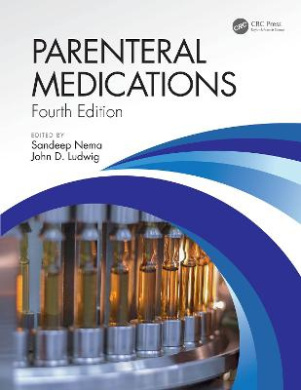 CRC Press
PARENTERAL
MEDICATIONS
Fourth Edition
EDITED BY
Sandeep Nema
John D. Ludwig